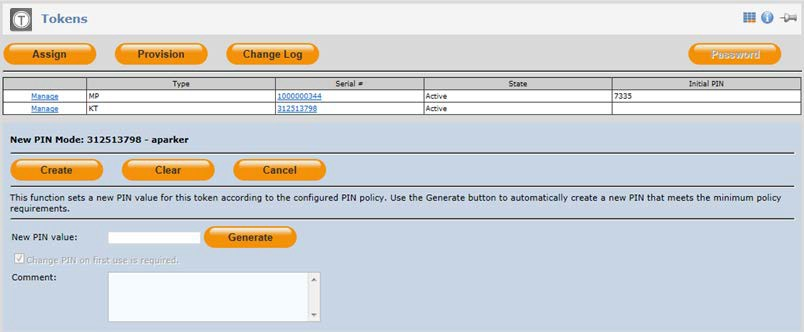 T Tokens
Assign Provision Change Log Password
Type Serial # State Initial PIN
Manage MP 1000000344 Active 7335
Manage KT 312513798 Active
New PIN Mode: 312513798 - aparker
Create Clear Cancel
This function sets a new PIN value for this token according to the configured PIN policy. Use the Generate button to automatically create a new PIN that meets the minimum policy
requirements.
New PIN value: Generate
Change PIN on first use is required.
Comment: